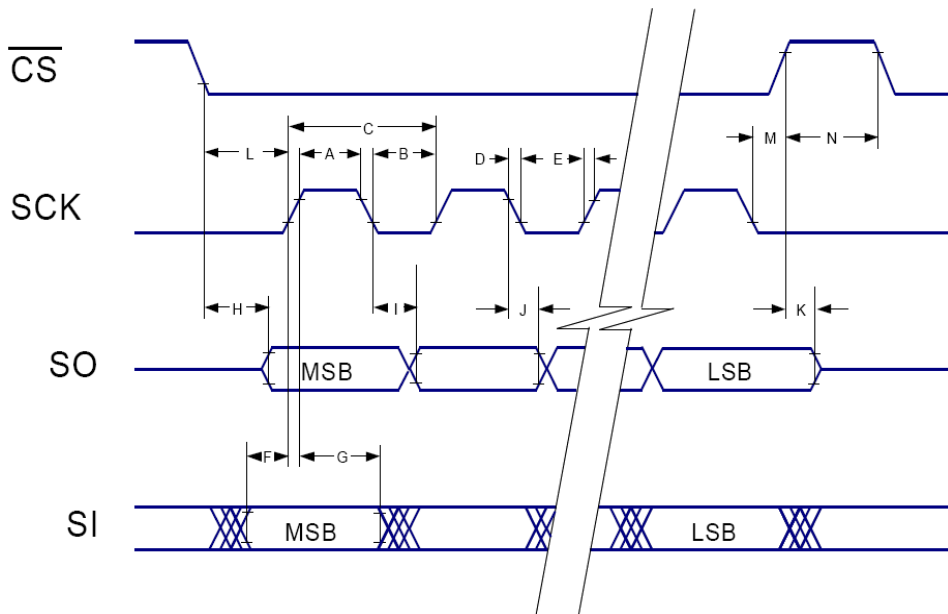 CS
C
L A B D E M N
SCK
H I J K
SO MSB LSB
F G
SI MSB LSB